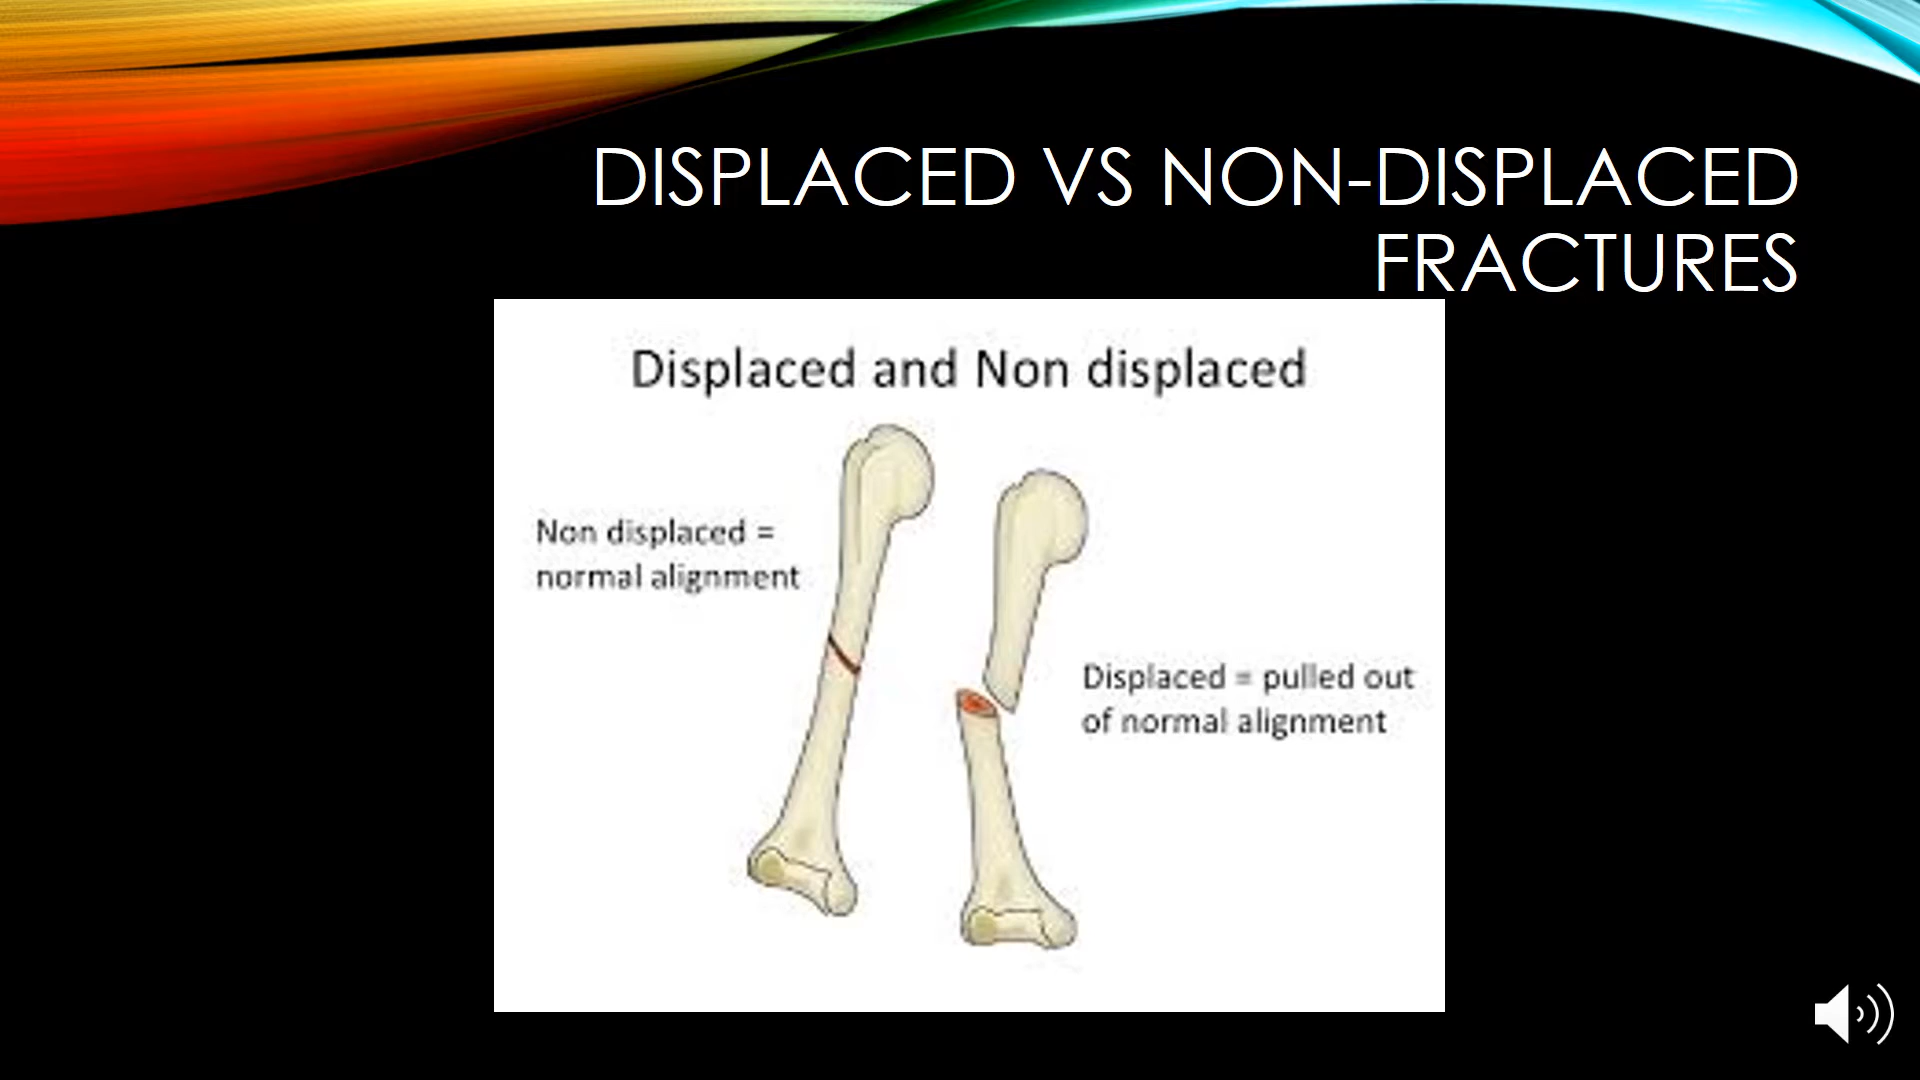 DISPLACED VS NON-DISPLACED
FRACTURES
Displaced and Non displaced
Non displaced =
normal alignment
Displaced = pulled out
of normal alignment